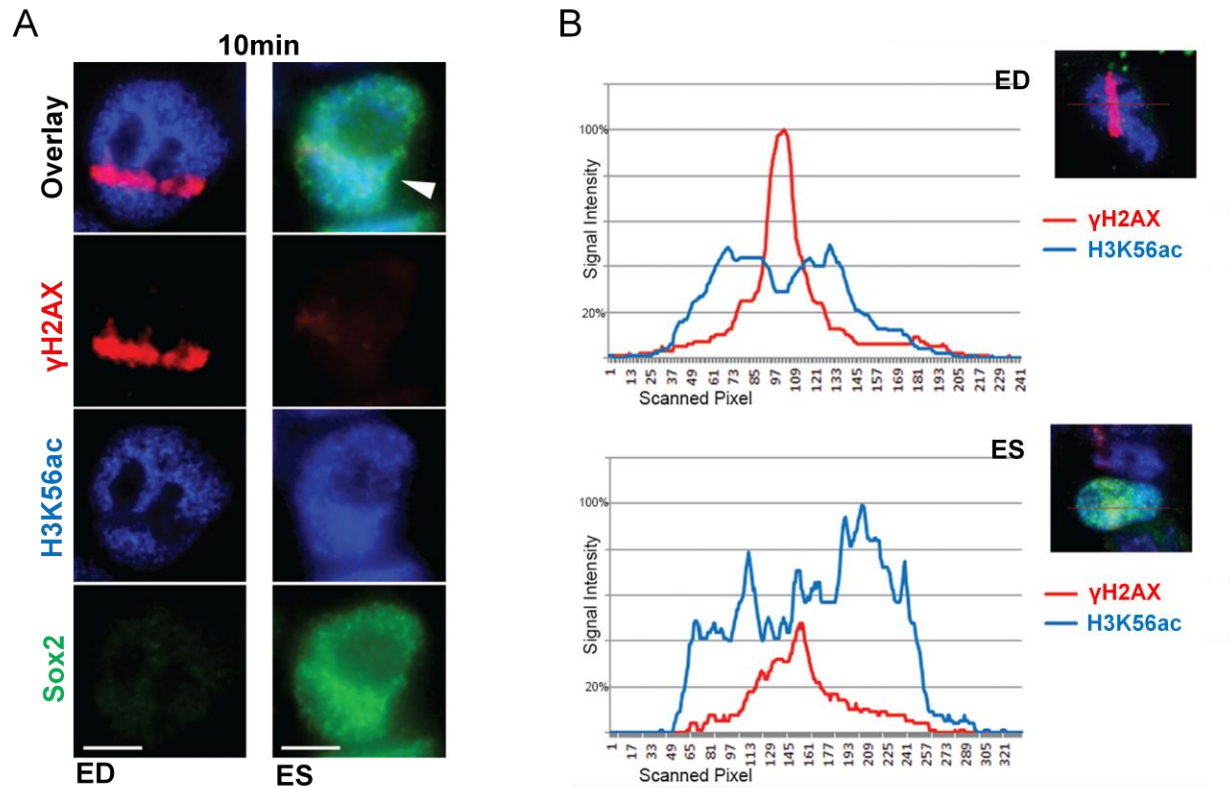 A
10min
Overlay
γH2AX
H3K56ac
Sox2
ED
ES
B
ED
100%
20%
Signal Intensity
1 13 25 37 49 61 73 85 97 109 121 133 145 157 169 181 193 205 217 229 241
Scanned Pixel
γH2AX
H3K56ac
ES
100%
20%
Signal Intensity
1 17 33 49 65 81 97 113 129 145 161 177 193 209 225 241 257 273 289 305 321
Scanned Pixel
γH2AX
H3K56ac